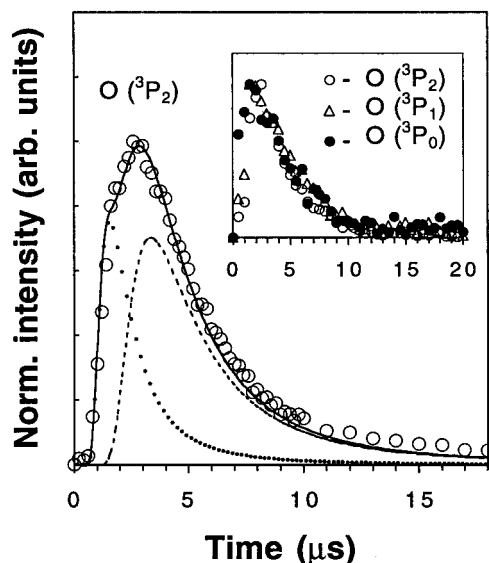 Norm. intensity (arb. units)
O (³P₂)
○ - O (³P₂)
△ - O (³P₁)
● - O (³P₀)
0 5 10 15 20
0 5 10 15
Time (μs)